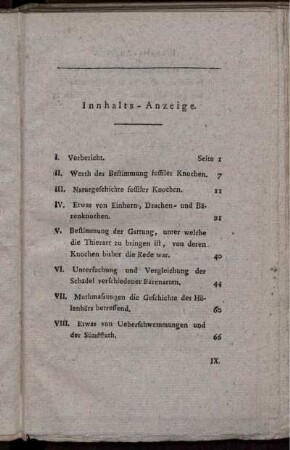 Innhalts-Anzeige.
I. Vorbericht. Seite 1
II. Werth der Bestimmung fossiler Knochen. 7
III. Naturgeschichte fossiler Knochen. 11
IV. Etwas von Einhorn-, Drachen- und Bä-
renknochen. 21
V. Bestimmung der Gattung, unter welche
die Thierart zu bringen ist, von deren
Knochen bisher die Rede war. 40
VI. Untersuchung und Vergleichung der
Schädel verschiedener Bärenarten. 44
VII. Muthmasungen die Geschichte des Hö-
lenbärs betreffend. 60
VIII. Etwas von Ueberschwemmungen und
der Sündfluth. 66
IX.